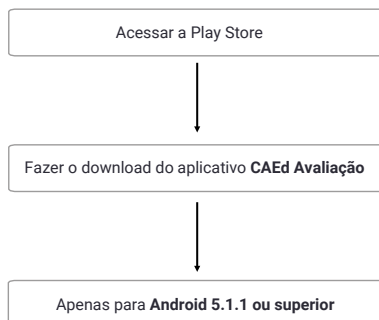 Acessar a Play Store
Fazer o download do aplicativo CAEd Avaliação
Apenas para Android 5.1.1 ou superior